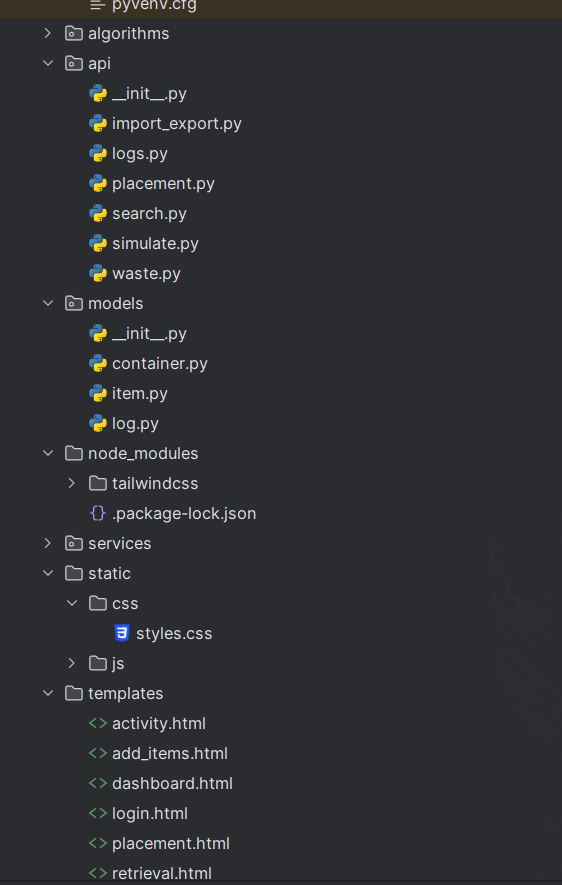 pyvenv.cfg
algorithms
api
__init__.py
import_export.py
logs.py
placement.py
search.py
simulate.py
waste.py
models
__init__.py
container.py
item.py
log.py
node_modules
tailwindcss
.package-lock.json
services
static
css
styles.css
js
templates
activity.html
add_items.html
dashboard.html
login.html
placement.html
retrieval.html